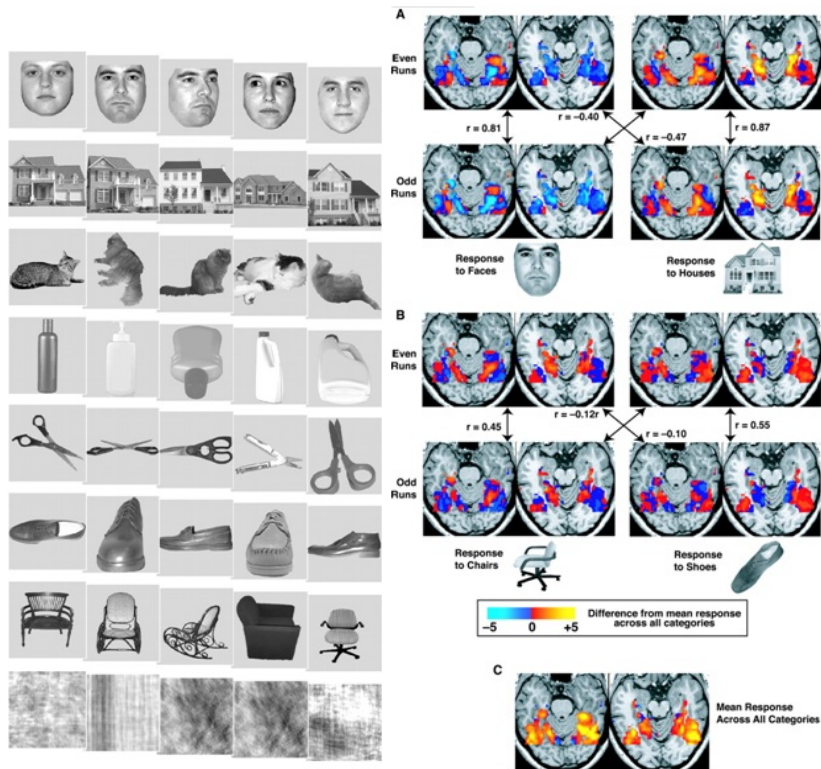 A
Even
Runs
r = 0.81
r = –0.40
r = –0.47
r = 0.87
Odd
Runs
Response
to Faces
Response
to Houses
B
Even
Runs
r = 0.45
r = –0.12r
r = –0.10
r = 0.55
Odd
Runs
Response
to Chairs
Response
to Shoes
–5 0 +5
Difference from mean response
across all categories
C
Mean Response
Across All Categories